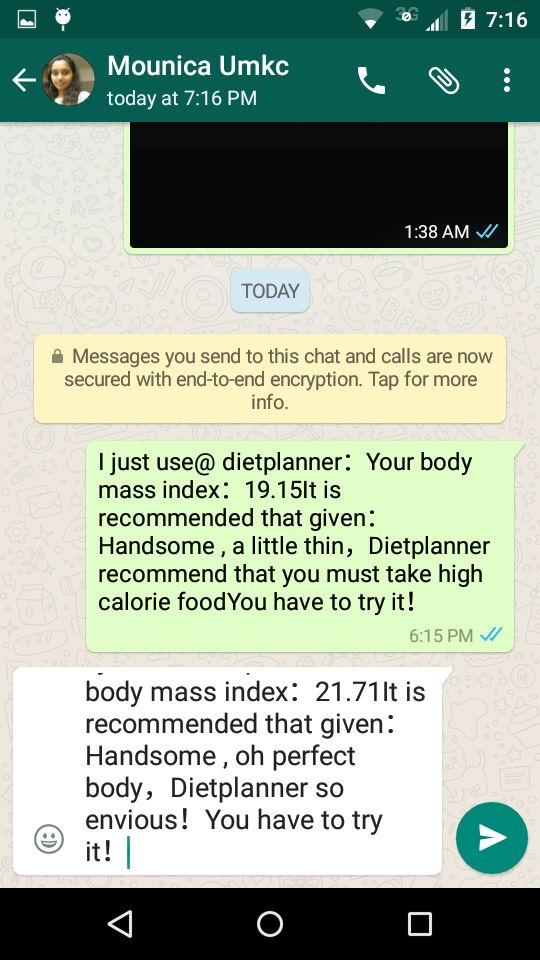 3G 7:16
Mounica Umkc
today at 7:16 PM
1:38 AM
TODAY
Messages you send to this chat and calls are now
secured with end-to-end encryption. Tap for more
info.
I just use@ dietplanner：Your body
mass index：19.15It is
recommended that given：
Handsome , a little thin，Dietplanner
recommend that you must take high
calorie foodYou have to try it！
6:15 PM
body mass index：21.71It is
recommended that given：
Handsome , oh perfect
body，Dietplanner so
envious！You have to try
it！